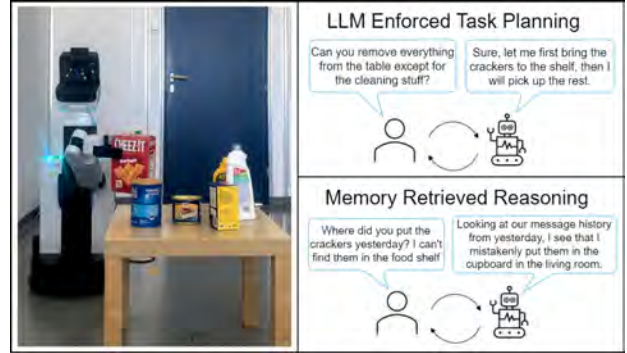 CHEEZ-IT
LLM Enforced Task Planning
Can you remove everything
from the table except for
the cleaning stuff?
Sure, let me first bring the
crackers to the shelf, then I
will pick up the rest.
Memory Retrieved Reasoning
Where did you put the
crackers yesterday? I can't
find them in the food shelf
Looking at our message history
from yesterday, I see that I
mistakenly put them in the
cupboard in the living room.